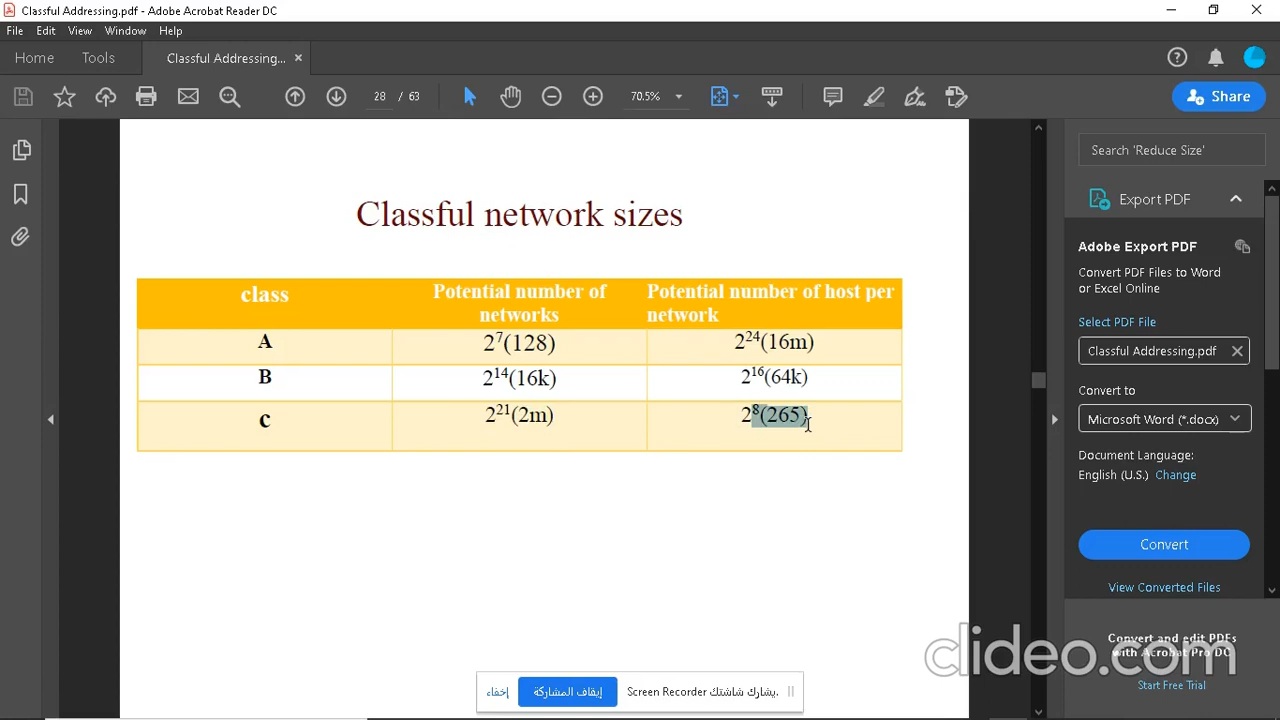 Classful Addressing.pdf - Adobe Acrobat Reader DC
File Edit View Window Help
Home Tools Classful Addressing... ×
28 / 63 70.5% Share
Search 'Reduce Size'
Export PDF
Adobe Export PDF
Convert PDF Files to Word
or Excel Online
Select PDF File
Classful Addressing.pdf
Convert to
Microsoft Word (*.docx)
Document Language:
English (U.S.) Change
Convert
View Converted Files
Convert and edit PDFs
with Acrobat Pro DC
Start Free Trial
Classful network sizes
class Potential number of networks Potential number of host per network
A 2⁷(128) 2²⁴(16m)
B 2¹⁴(16k) 2¹⁶(64k)
c 2²¹(2m) 2⁸(265)
clideo.com
يشارك شاشتك Screen Recorder. إيقاف المشاركة إخفاء